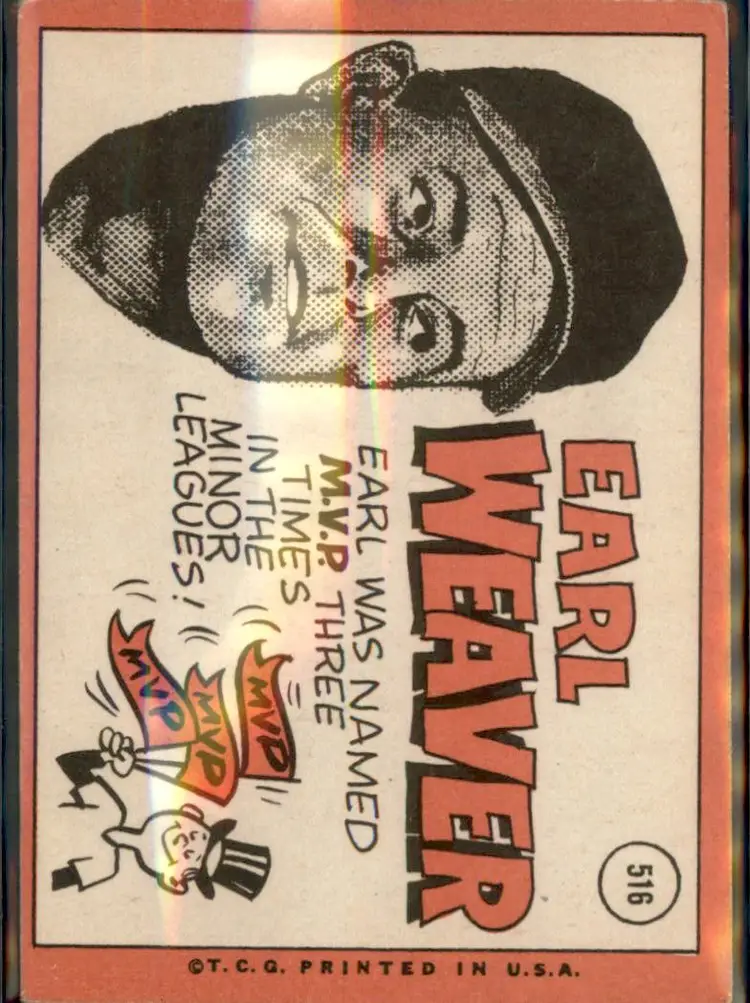 516
EARL
WEAVER
EARL WAS NAMED
M.V.P. THREE
TIMES
IN THE
MINOR
LEAGUES!
MVP
MVP
MVP
©T.C.G. PRINTED IN U.S.A.